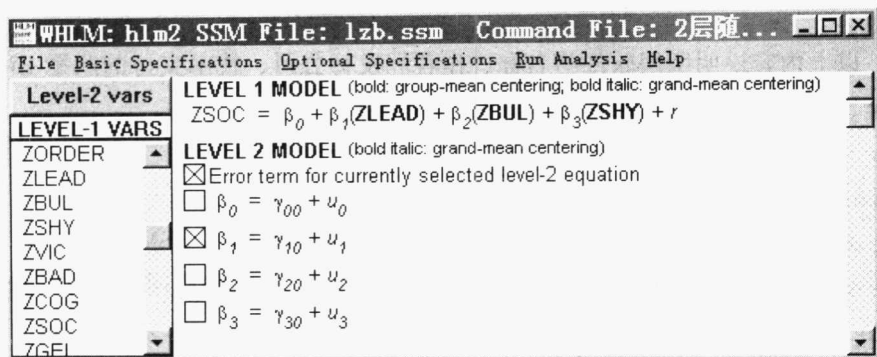 WHLM: hlm2 SSM File: lzb.ssm Command File: 2层随...
File Basic Specifications Optional Specifications Run Analysis Help
Level-2 vars
LEVEL-1 VARS
ZORDER
ZLEAD
ZBUL
ZSHY
ZVIC
ZBAD
ZCOG
ZSOC
ZGEL
LEVEL 1 MODEL (bold: group-mean centering; bold italic: grand-mean centering)
ZSOC = β0 + β1(ZLEAD) + β2(ZBUL) + β3(ZSHY) + r
LEVEL 2 MODEL (bold italic: grand-mean centering)
Error term for currently selected level-2 equation
β0 = γ00 + u0
β1 = γ10 + u1
β2 = γ20 + u2
β3 = γ30 + u3